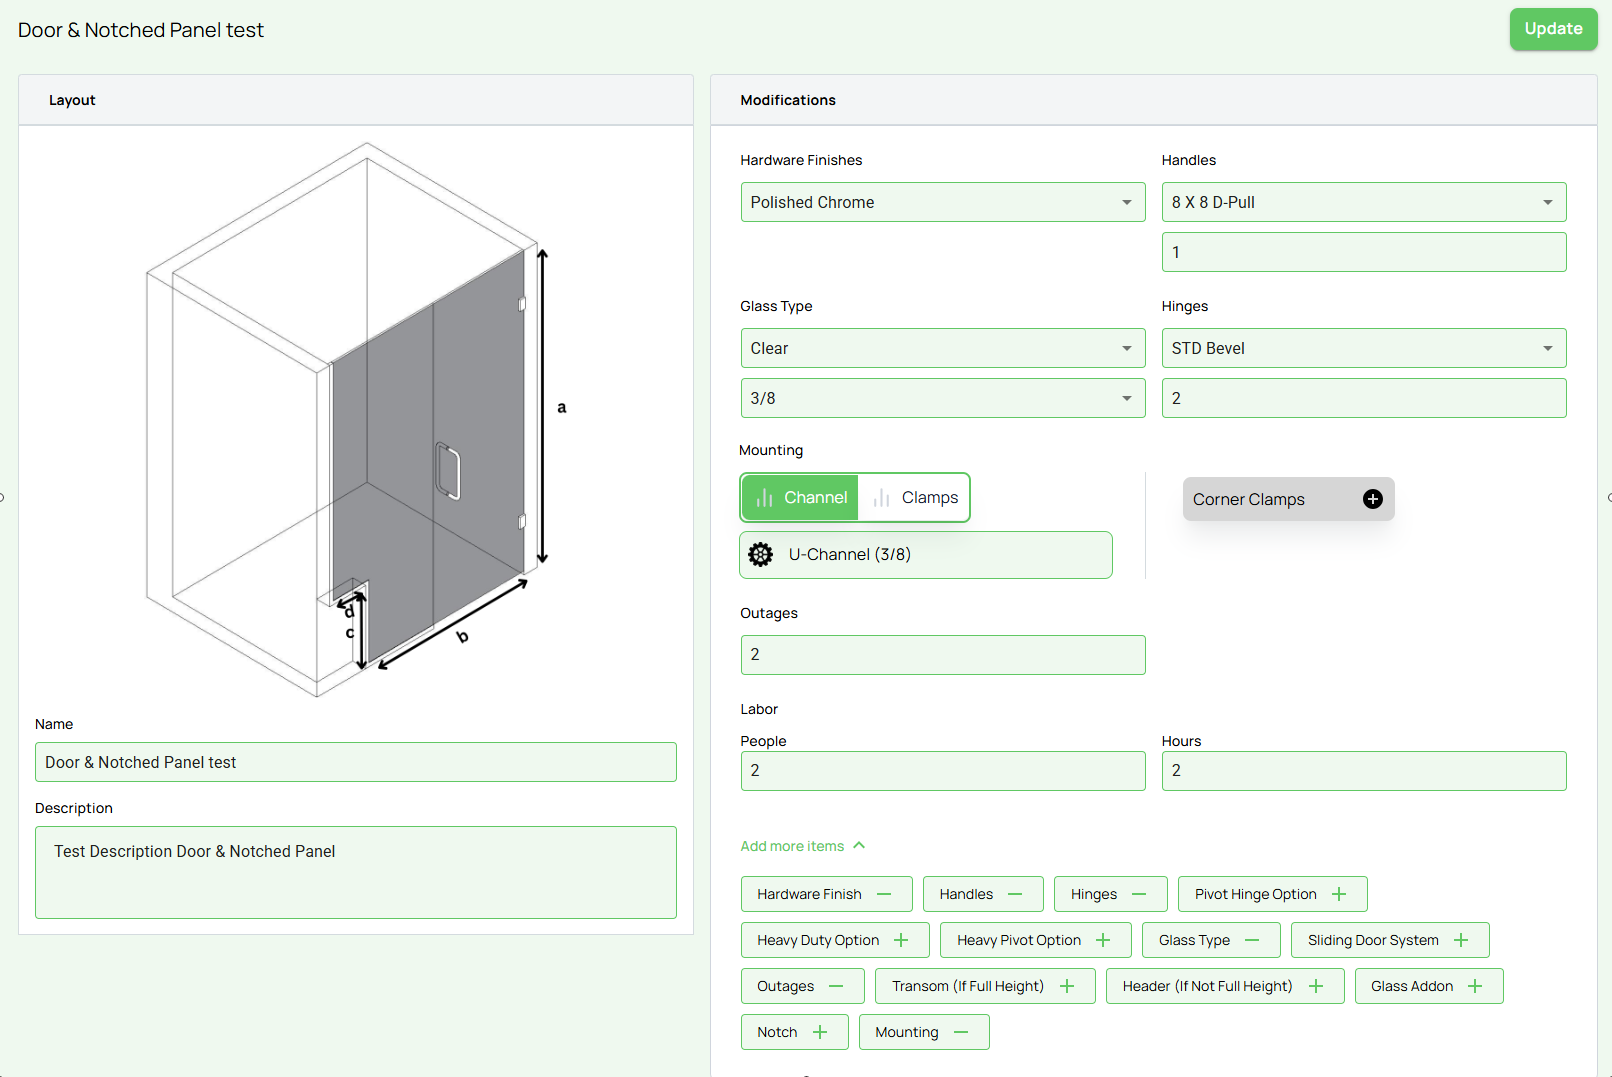 Door & Notched Panel test
Update
Layout
a
d
c
b
Name
Door & Notched Panel test
Description
Test Description Door & Notched Panel
Modifications
Hardware Finishes
Handles
Polished Chrome
8 X 8 D-Pull
1
Glass Type
Hinges
Clear
STD Bevel
3/8
2
Mounting
Channel
Clamps
Corner Clamps
U-Channel (3/8)
Outages
2
Labor
People
Hours
2
2
Add more items
Hardware Finish
Handles
Hinges
Pivot Hinge Option
Heavy Duty Option
Heavy Pivot Option
Glass Type
Sliding Door System
Outages
Transom (If Full Height)
Header (If Not Full Height)
Glass Addon
Notch
Mounting